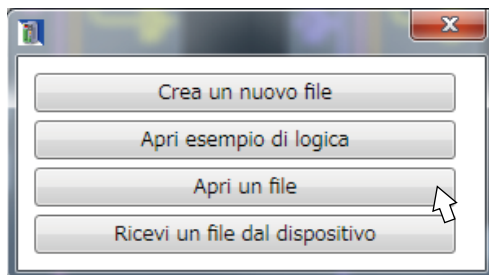 Crea un nuovo file
Apri esempio di logica
Apri un file
Ricevi un file dal dispositivo